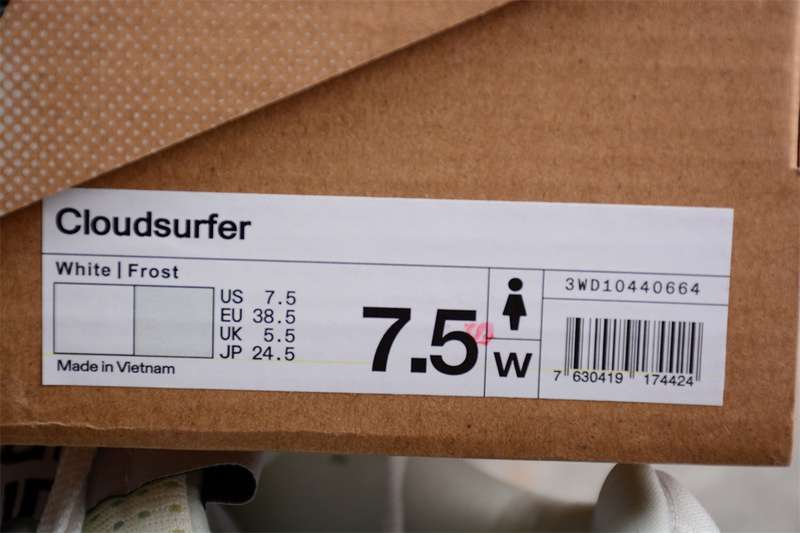 Cloudsurfer
White | Frost
US 7.5
EU 38.5
UK 5.5
JP 24.5
Made in Vietnam
7.5
W
3WD10440664
7 630419 174424